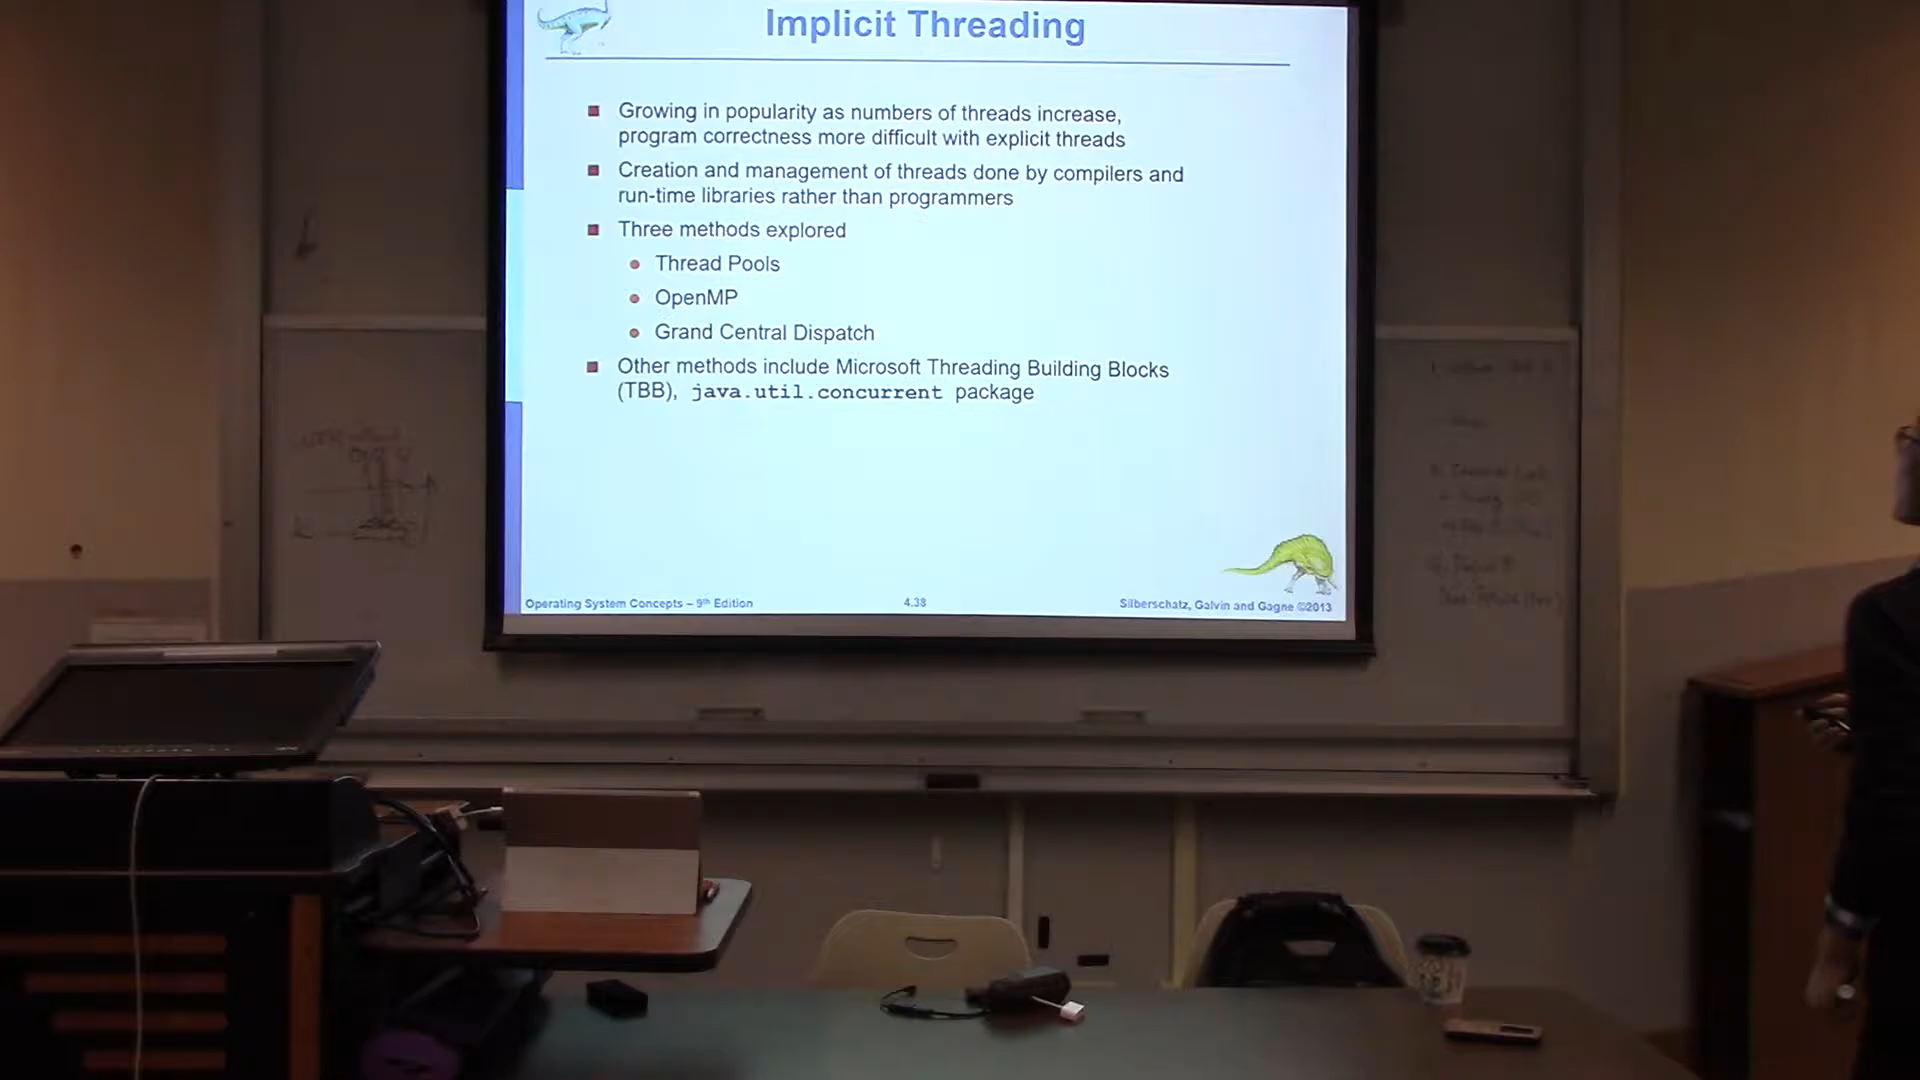 Implicit Threading
Growing in popularity as numbers of threads increase,
program correctness more difficult with explicit threads
Creation and management of threads done by compilers and
run-time libraries rather than programmers
Three methods explored
Thread Pools
OpenMP
Grand Central Dispatch
Other methods include Microsoft Threading Building Blocks
(TBB), java.util.concurrent package
Operating System Concepts – 9th Edition
4.38
Silberschatz, Galvin and Gagne ©2013